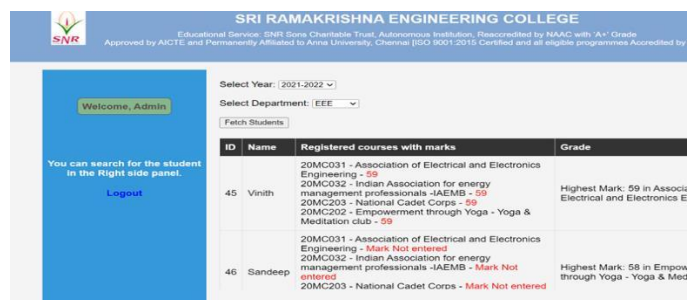 SRI RAMAKRISHNA ENGINEERING COLLEGE
SNR
Educational Service: SNR Sons Charitable Trust, Autonomous Institution, Reaccredited by NAAC with 'A+' Grade
Approved by AICTE and Permanently Affiliated to Anna University, Chennai [ISO 9001:2015 Certified and all eligible programmes Accredited by
Welcome, Admin
You can search for the student
in the Right side panel.
Logout
Select Year: 2021-2022
Select Department: EEE
Fetch Students
ID Name Registered courses with marks Grade
45 Vinith
20MC031 - Association of Electrical and Electronics
Engineering - 59
20MC032 - Indian Association for energy
management professionals -IAEMB - 59
20MC203 - National Cadet Corps - 59
20MC202 - Empowerment through Yoga - Yoga &
Meditation club - 59
Highest Mark: 59 in Associa
Electrical and Electronics E
46 Sandeep
20MC031 - Association of Electrical and Electronics
Engineering - Mark Not entered
20MC032 - Indian Association for energy
management professionals -IAEMB - Mark Not
entered
20MC203 - National Cadet Corps - Mark Not entered
Highest Mark: 58 in Empow
through Yoga - Yoga & Med